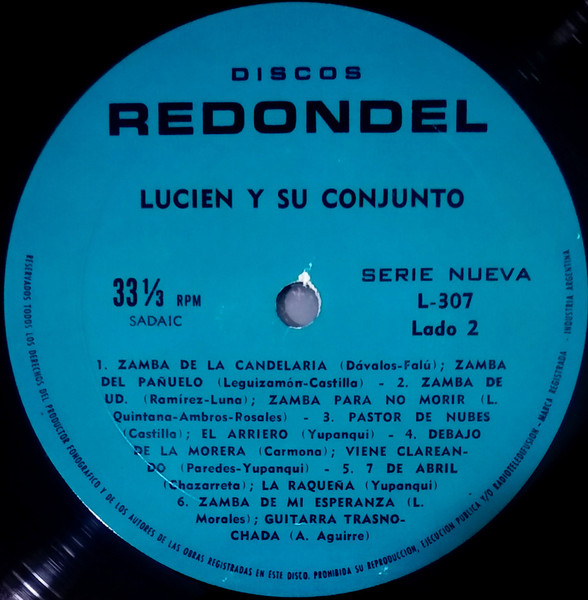 DISCOS
REDONDEL
LUCIEN Y SU CONJUNTO
33 1/3 RPM
SADAIC
SERIE NUEVA
L-307
Lado 2
1. ZAMBA DE LA CANDELARIA (Dávalos-Falú); ZAMBA
DEL PAÑUELO (Leguizamón-Castilla) - 2. ZAMBA DE
UD. (Ramírez-Luna); ZAMBA PARA NO MORIR (L.
Quintana-Ambros-Rosales) - 3. PASTOR DE NUBES
(Castilla); EL ARRIERO (Yupanqui) - 4. DEBAJO
DE LA MORERA (Carmona); VIENE CLAREAN-
DO (Paredes-Yupanqui) - 5. 7 DE ABRIL
(Chazarreta); LA RAQUEÑA (Yupanqui)
6. ZAMBA DE MI ESPERANZA (L.
Morales); GUITARRA TRASNO-
CHADA (A. Aguirre)
RESERVADOS TODOS LOS DERECHOS DEL PRODUCTOR FONOGRAFICO Y DE LOS AUTORES DE LAS OBRAS REGISTRADAS EN ESTE DISCO. PROHIBIDA SU REPRODUCCION, EJECUCION PUBLICA Y/O RADIOTELEDIFUSION - MARCA REGISTRADA - INDUSTRIA ARGENTINA